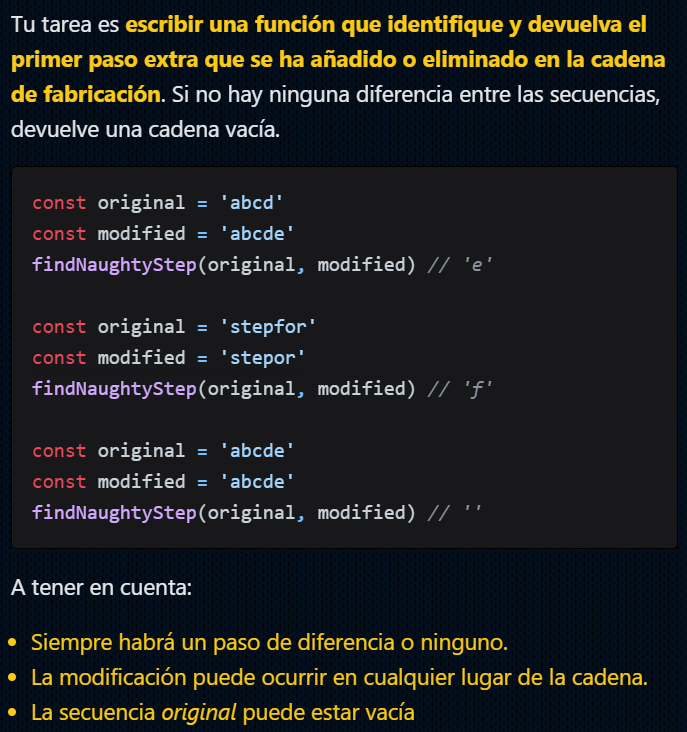 Tu tarea es escribir una función que identifique y devuelva el
primer paso extra que se ha añadido o eliminado en la cadena
de fabricación. Si no hay ninguna diferencia entre las secuencias,
devuelve una cadena vacía.
const original = 'abcd'
const modified = 'abcde'
findNaughtyStep(original, modified) // 'e'
const original = 'stepfor'
const modified = 'stepor'
findNaughtyStep(original, modified) // 'f'
const original = 'abcde'
const modified = 'abcde'
findNaughtyStep(original, modified) // ''
A tener en cuenta:
• Siempre habrá un paso de diferencia o ninguno.
• La modificación puede ocurrir en cualquier lugar de la cadena.
• La secuencia original puede estar vacía